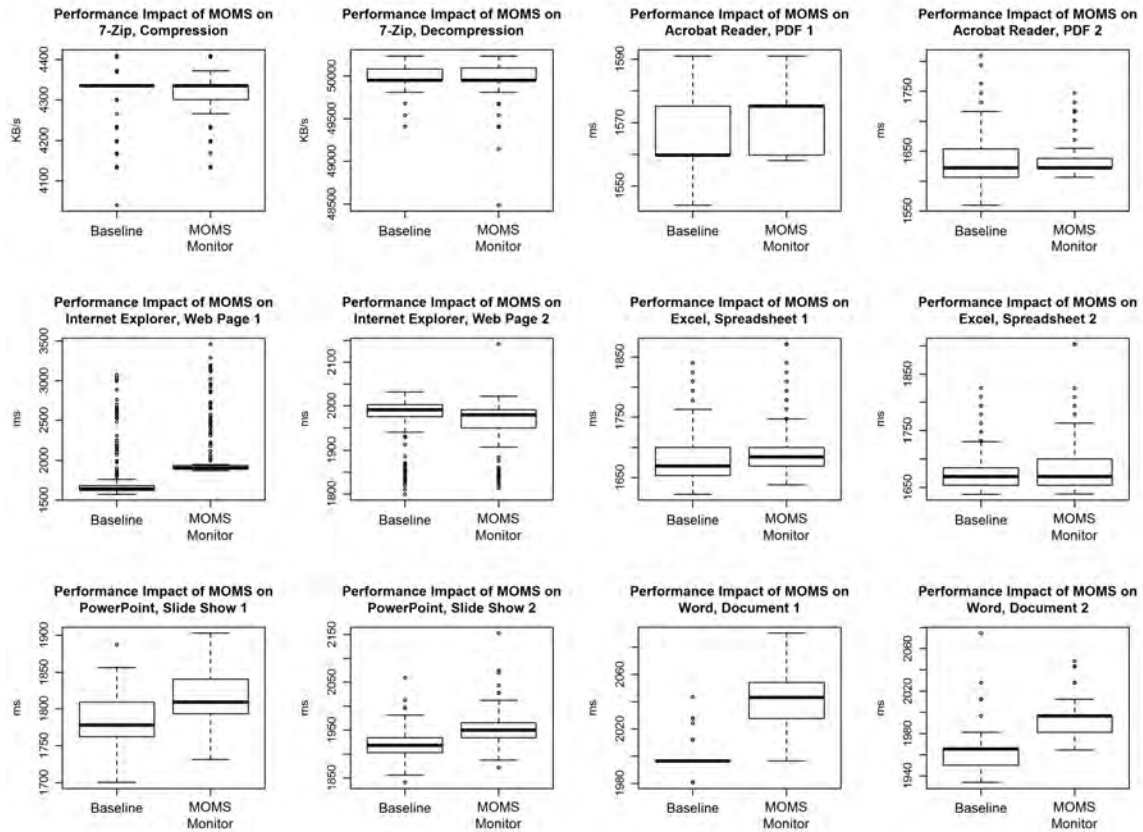 Performance Impact of MOMS on
7-Zip, Compression
KB/s
4400
4300
4200
4100
Baseline
MOMS
Monitor
Performance Impact of MOMS on
7-Zip, Decompression
KB/s
50000
49500
49000
48500
Baseline
MOMS
Monitor
Performance Impact of MOMS on
Acrobat Reader, PDF 1
ms
1590
1570
1550
Baseline
MOMS
Monitor
Performance Impact of MOMS on
Acrobat Reader, PDF 2
ms
1750
1650
1550
Baseline
MOMS
Monitor
Performance Impact of MOMS on
Internet Explorer, Web Page 1
ms
3500
3000
2500
2000
1500
Baseline
MOMS
Monitor
Performance Impact of MOMS on
Internet Explorer, Web Page 2
ms
2100
2000
1900
1800
Baseline
MOMS
Monitor
Performance Impact of MOMS on
Excel, Spreadsheet 1
ms
1850
1750
1650
Baseline
MOMS
Monitor
Performance Impact of MOMS on
Excel, Spreadsheet 2
ms
1850
1750
1650
Baseline
MOMS
Monitor
Performance Impact of MOMS on
PowerPoint, Slide Show 1
ms
1900
1850
1800
1750
1700
Baseline
MOMS
Monitor
Performance Impact of MOMS on
PowerPoint, Slide Show 2
ms
2150
2050
1950
1850
Baseline
MOMS
Monitor
Performance Impact of MOMS on
Word, Document 1
ms
2060
2020
1980
Baseline
MOMS
Monitor
Performance Impact of MOMS on
Word, Document 2
ms
2060
2020
1980
1940
Baseline
MOMS
Monitor